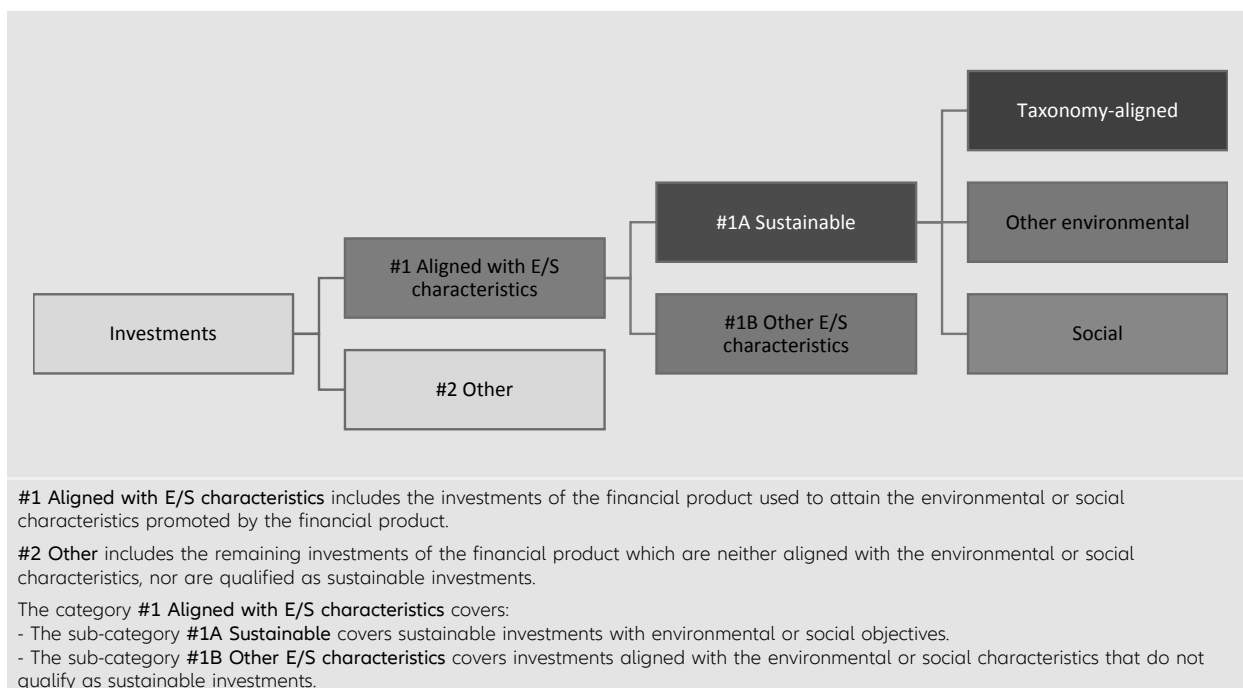 Taxonomy-aligned
#1A Sustainable
Other environmental
#1 Aligned with E/S
characteristics
Investments
#1B Other E/S
characteristics
Social
#2 Other
#1 Aligned with E/S characteristics includes the investments of the financial product used to attain the environmental or social
characteristics promoted by the financial product.
#2 Other includes the remaining investments of the financial product which are neither aligned with the environmental or social
characteristics, nor are qualified as sustainable investments.
The category #1 Aligned with E/S characteristics covers:
- The sub-category #1A Sustainable covers sustainable investments with environmental or social objectives.
- The sub-category #1B Other E/S characteristics covers investments aligned with the environmental or social characteristics that do not
qualify as sustainable investments.